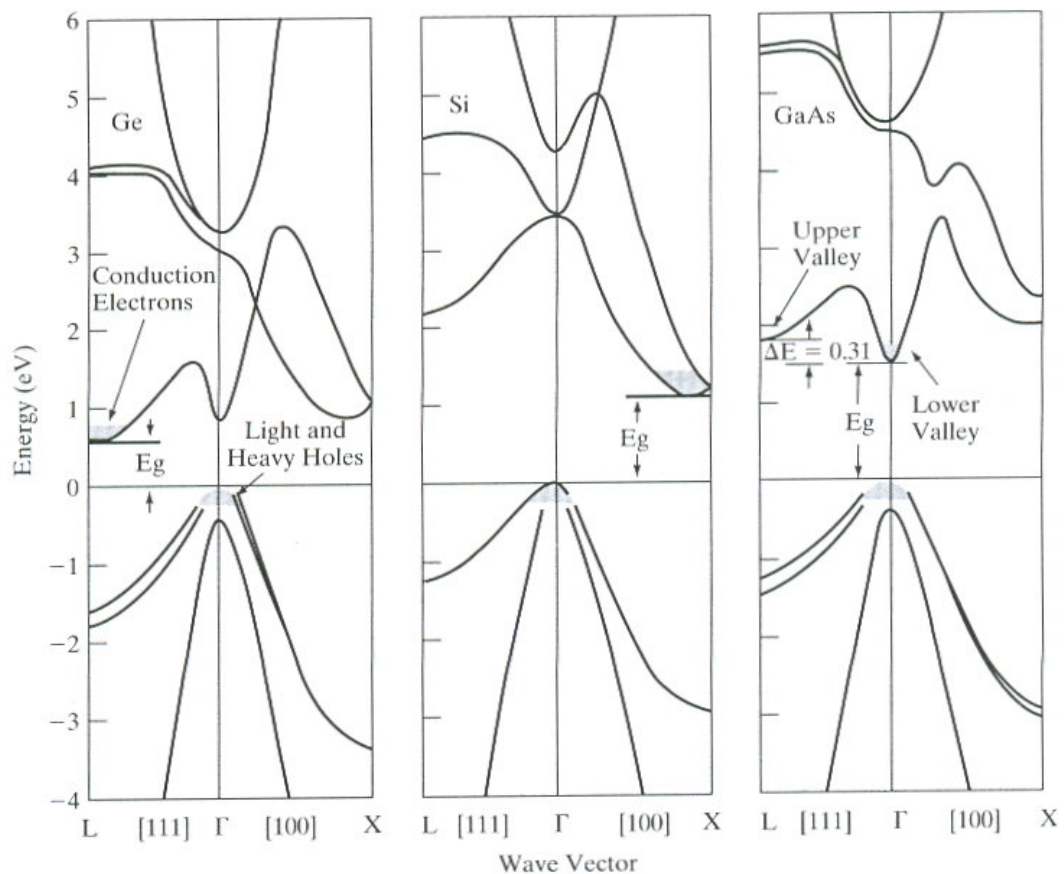 6
5
4
3
2
1
0
−1
−2
−3
−4
Energy (eV)
Ge
Conduction
Electrons
Eg
Light and
Heavy Holes
L [111] Γ [100] X
Si
Eg
L [111] Γ [100] X
GaAs
Upper
Valley
ΔE = 0.31
Eg
Lower
Valley
L [111] Γ [100] X
Wave Vector